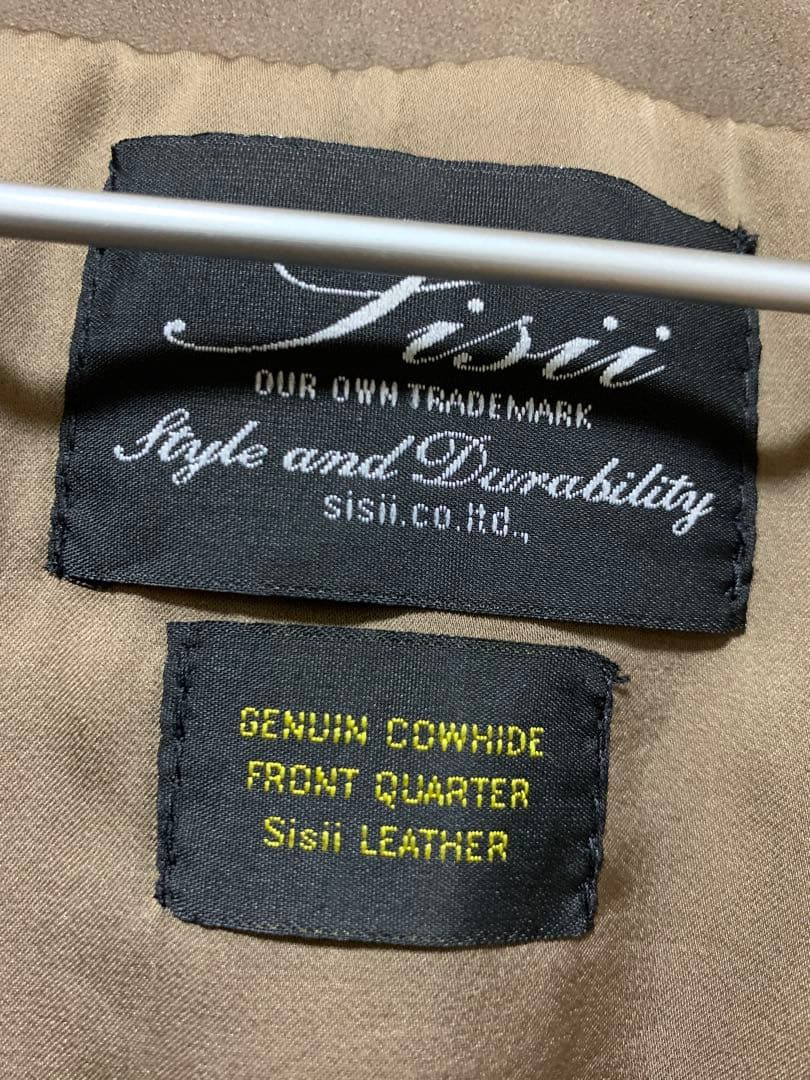 Sisii
OUR OWN TRADEMARK
Style and Durability
sisii.co.ltd.,
GENUIN COWHIDE
FRONT QUARTER
Sisii LEATHER